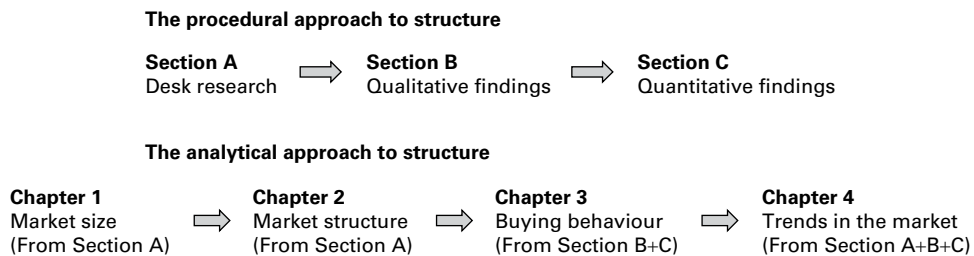 The procedural approach to structure
Section A
Desk research
Section B
Qualitative findings
Section C
Quantitative findings
The analytical approach to structure
Chapter 1
Market size
(From Section A)
Chapter 2
Market structure
(From Section A)
Chapter 3
Buying behaviour
(From Section B+C)
Chapter 4
Trends in the market
(From Section A+B+C)